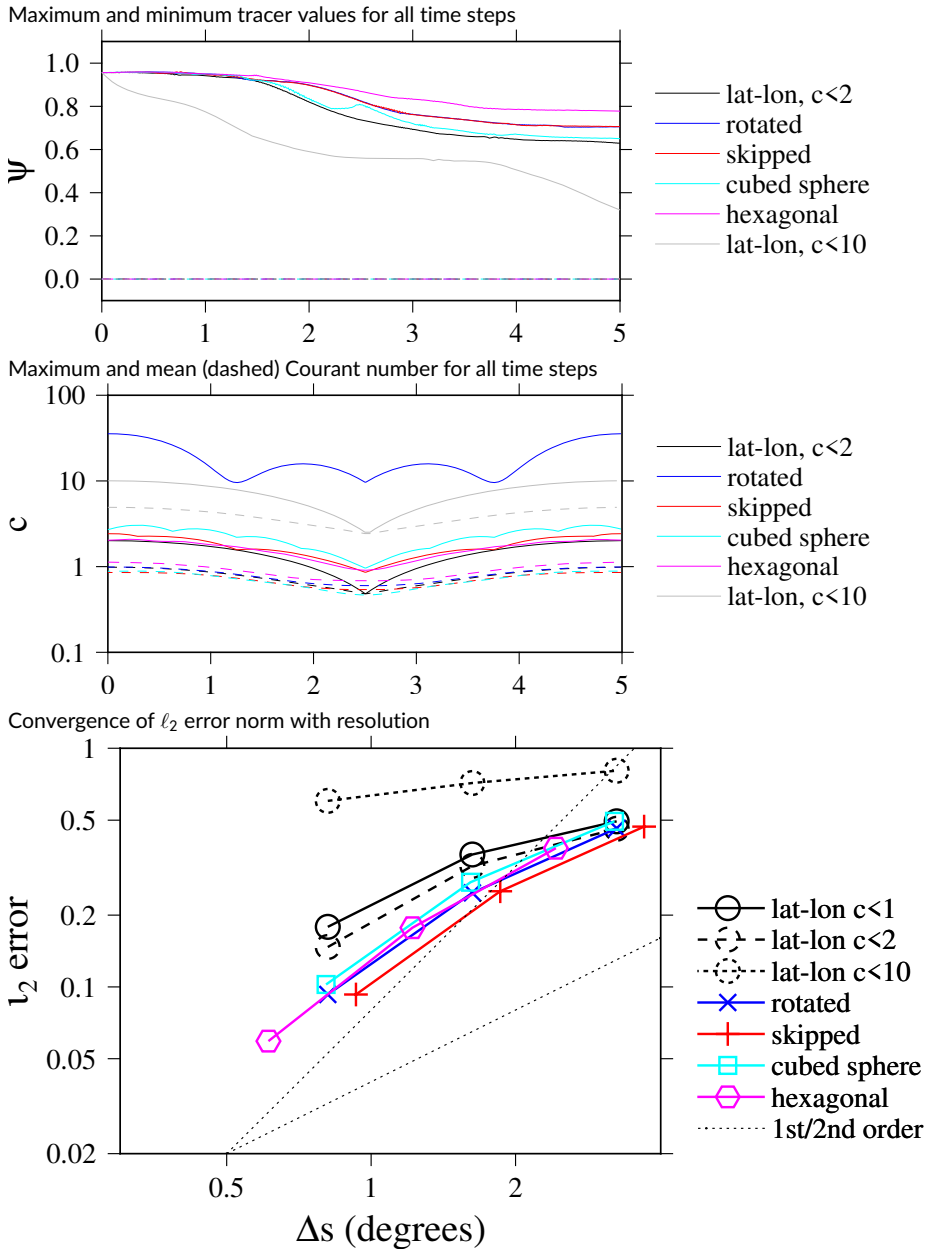 Maximum and minimum tracer values for all time steps
1.0
0.8
0.6
0.4
0.2
0.0
ψ
0 1 2 3 4 5
lat-lon, c<2
rotated
skipped
cubed sphere
hexagonal
lat-lon, c<10
Maximum and mean (dashed) Courant number for all time steps
100
10
1
0.1
c
0 1 2 3 4 5
lat-lon, c<2
rotated
skipped
cubed sphere
hexagonal
lat-lon, c<10
Convergence of ℓ₂ error norm with resolution
1
0.5
0.2
0.1
0.05
0.02
ι₂ error
0.5 1 2
Δs (degrees)
lat-lon c<1
lat-lon c<2
lat-lon c<10
rotated
skipped
cubed sphere
hexagonal
1st/2nd order